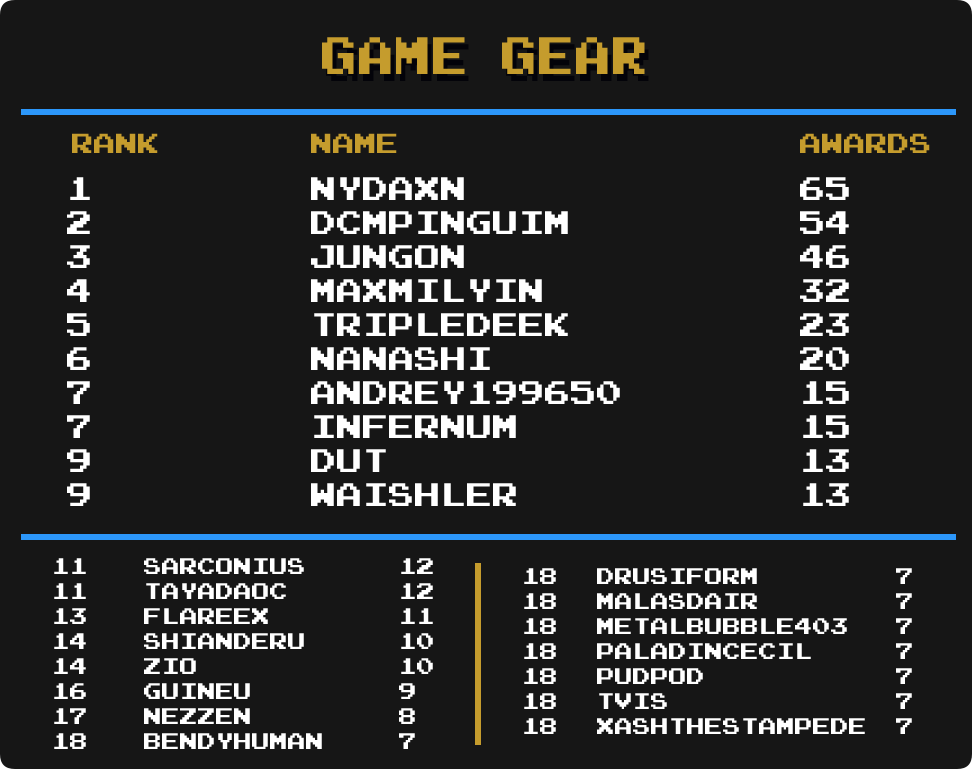 GAME GEAR
RANK NAME AWARDS
1 NYDAXN 65
2 DCMPINGUIM 54
3 JUNGON 46
4 MAXMILYIN 32
5 TRIPLEDEEK 23
6 NANASHI 20
7 ANDREY199650 15
7 INFERNUM 15
9 DUT 13
9 WAISHLER 13
11 SARCONIUS 12
11 TAYADAOC 12
13 FLAREEX 11
14 SHIANDERU 10
14 ZIO 10
16 GUINEU 9
17 NEZZEN 8
18 BENDYHUMAN 7
18 DRUSIFORM 7
18 MALASDAIR 7
18 METALBUBBLE403 7
18 PALADINCECIL 7
18 PUDPOD 7
18 TVIS 7
18 XASHTHESTAMPEDE 7